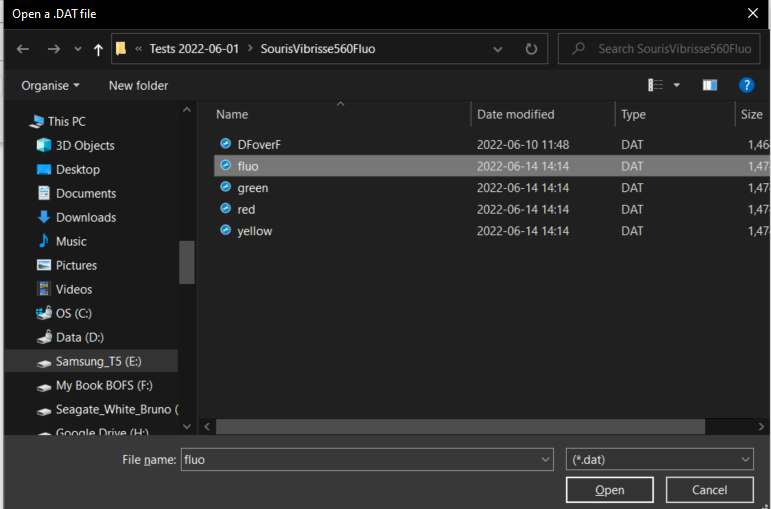 Open a .DAT file
« Tests 2022-06-01 > SourisVibrisse560Fluo
Search SourisVibrisse560Fluo
Organise
New folder
Name Date modified Type Size
This PC
3D Objects
Desktop
Documents
Downloads
Music
Pictures
Videos
OS (C:)
Data (D:)
Samsung_T5 (E:)
My Book BOFS (F:)
Seagate_White_Bruno (
Google Drive (H:)
DFoverF 2022-06-10 11:48 DAT 1,46
fluo 2022-06-14 14:14 DAT 1,47
green 2022-06-14 14:14 DAT 1,47
red 2022-06-14 14:14 DAT 1,47
yellow 2022-06-14 14:14 DAT 1,47
File name: fluo
(*.dat)
Open
Cancel